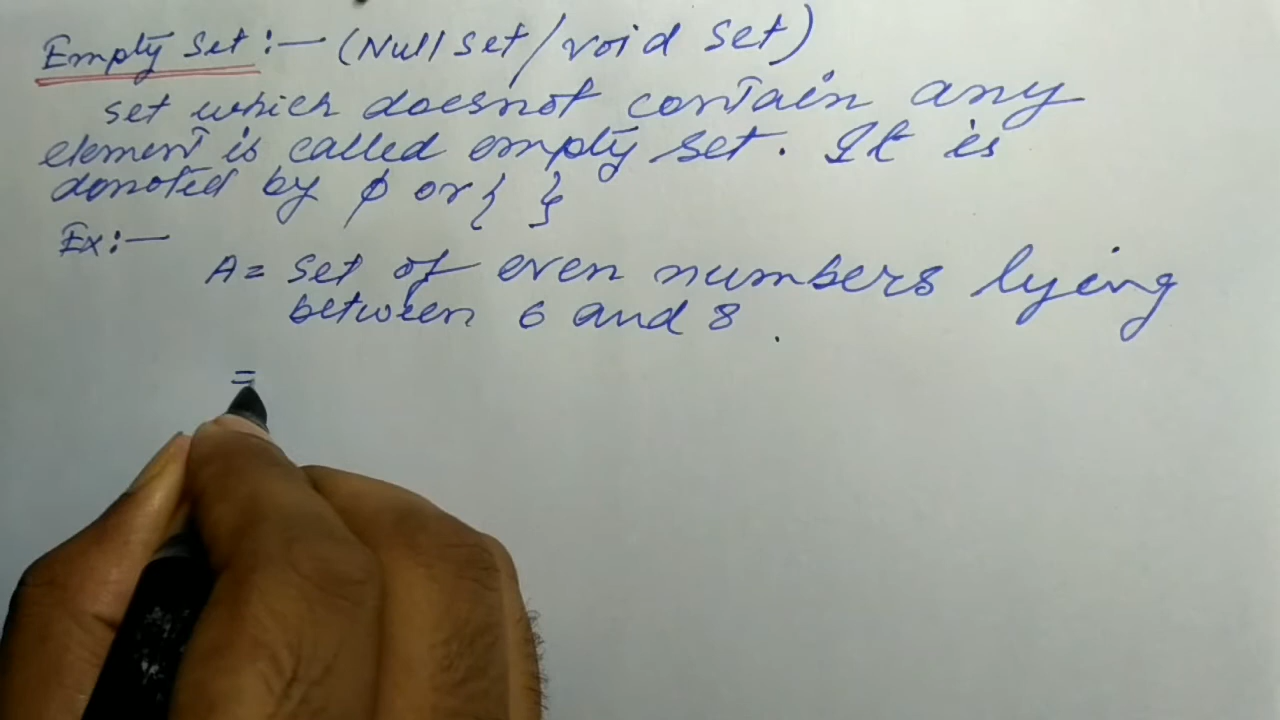 Empty Set :- (Null set / void set)
set which doesnot contain any
element is called empty set. It is
donoted by ϕ or { }
Ex :-
A = set of even numbers lying
between 6 and 8
=